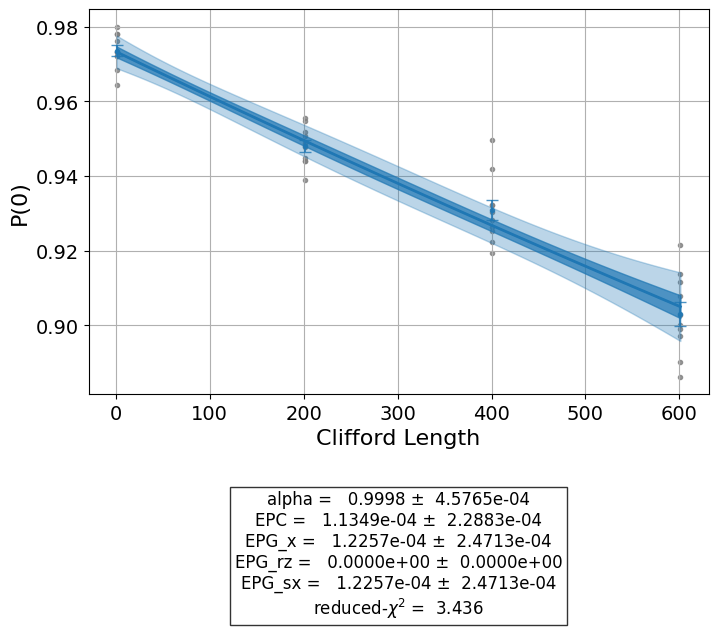 0.98
0.96
0.94
0.92
0.90
P(0)
0 100 200 300 400 500 600
Clifford Length
alpha = 0.9998 ± 4.5765e-04
EPC = 1.1349e-04 ± 2.2883e-04
EPG_x = 1.2257e-04 ± 2.4713e-04
EPG_rz = 0.0000e+00 ± 0.0000e+00
EPG_sx = 1.2257e-04 ± 2.4713e-04
reduced-χ² = 3.436